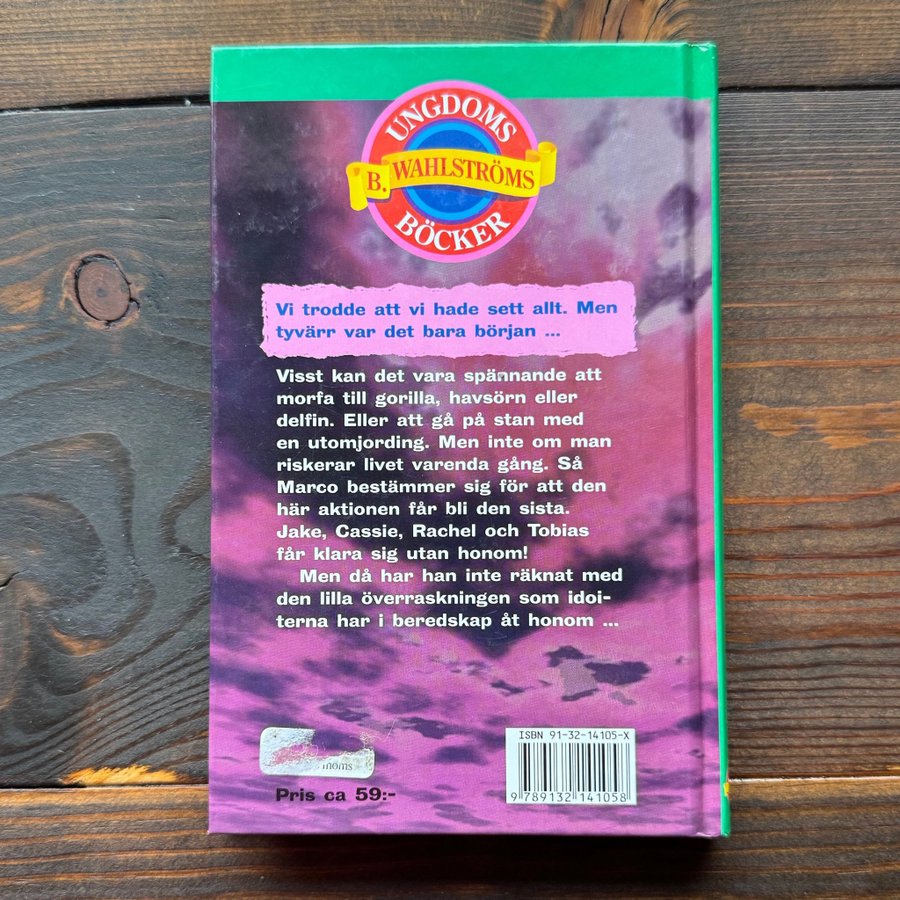 UNGDOMS
B. WAHLSTRÖMS
BÖCKER
Vi trodde att vi hade sett allt. Men
tyvärr var det bara början ...
Visst kan det vara spännande att
morfa till gorilla, havsörn eller
delfin. Eller att gå på stan med
en utomjording. Men inte om man
riskerar livet varenda gång. Så
Marco bestämmer sig för att den
här aktionen får bli den sista.
Jake, Cassie, Rachel och Tobias
får klara sig utan honom!
Men då har han inte räknat med
den lilla överraskningen som idoi-
terna har i beredskap åt honom ...
ISBN 91-32-14105-X
moms
Pris ca 59:-
9 789132 141058